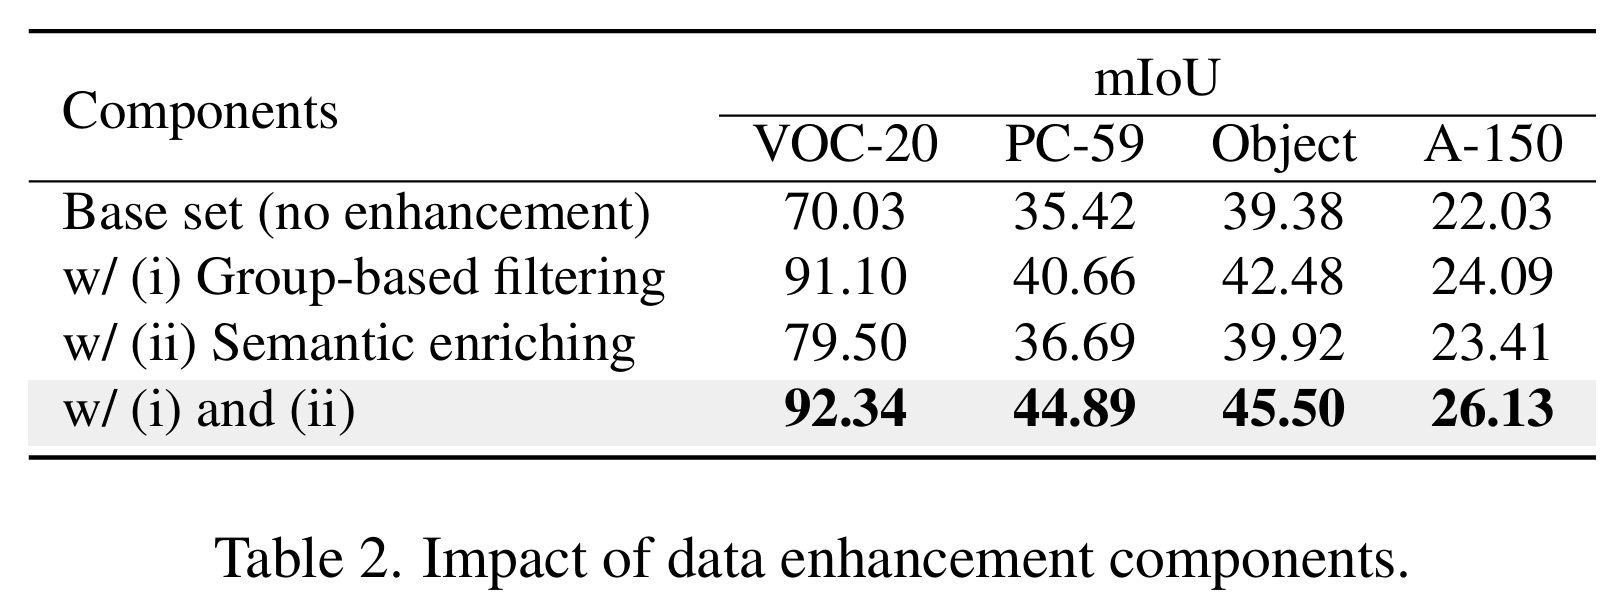 mIoU
Components
VOC-20 PC-59 Object A-150
Base set (no enhancement) 70.03 35.42 39.38 22.03
w/ (i) Group-based filtering 91.10 40.66 42.48 24.09
w/ (ii) Semantic enriching 79.50 36.69 39.92 23.41
w/ (i) and (ii) 92.34 44.89 45.50 26.13
Table 2. Impact of data enhancement components.